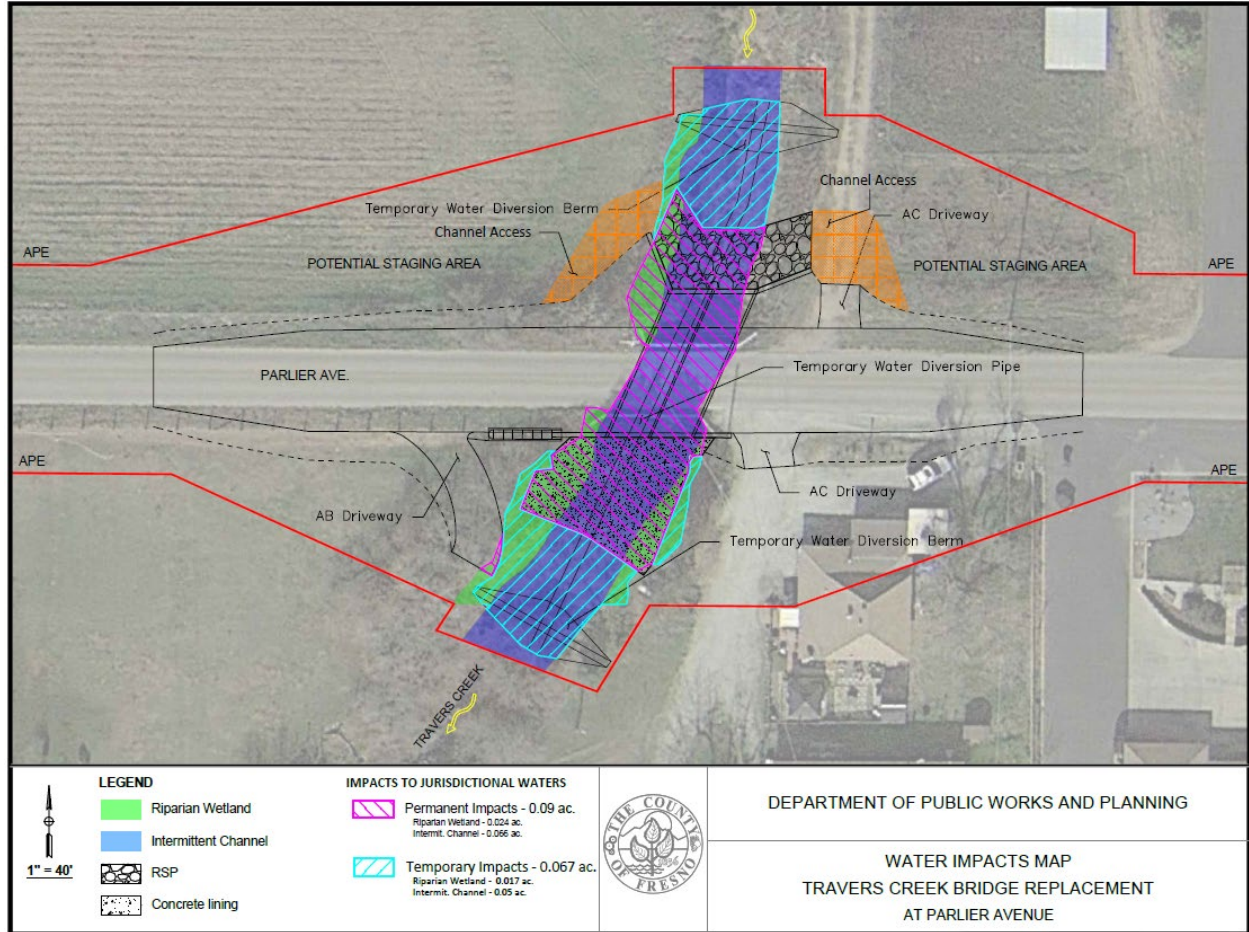 Channel Access
AC Driveway
Temporary Water Diversion Berm
Channel Access
APE
POTENTIAL STAGING AREA
POTENTIAL STAGING AREA
APE
PARLIER AVE.
Temporary Water Diversion Pipe
APE
APE
AB Driveway
AC Driveway
Temporary Water Diversion Berm
TRAVERS CREEK
1" = 40'
LEGEND
Riparian Wetland
Intermittent Channel
RSP
Concrete lining
IMPACTS TO JURISDICTIONAL WATERS
Permanent Impacts - 0.09 ac.
Riparian Wetland - 0.024 ac.
Intermit. Channel - 0.066 ac.
Temporary Impacts - 0.067 ac.
Riparian Wetland - 0.017 ac.
Intermit. Channel - 0.05 ac.
THE COUNTY
OF FRESNO
DEPARTMENT OF PUBLIC WORKS AND PLANNING
WATER IMPACTS MAP
TRAVERS CREEK BRIDGE REPLACEMENT
AT PARLIER AVENUE